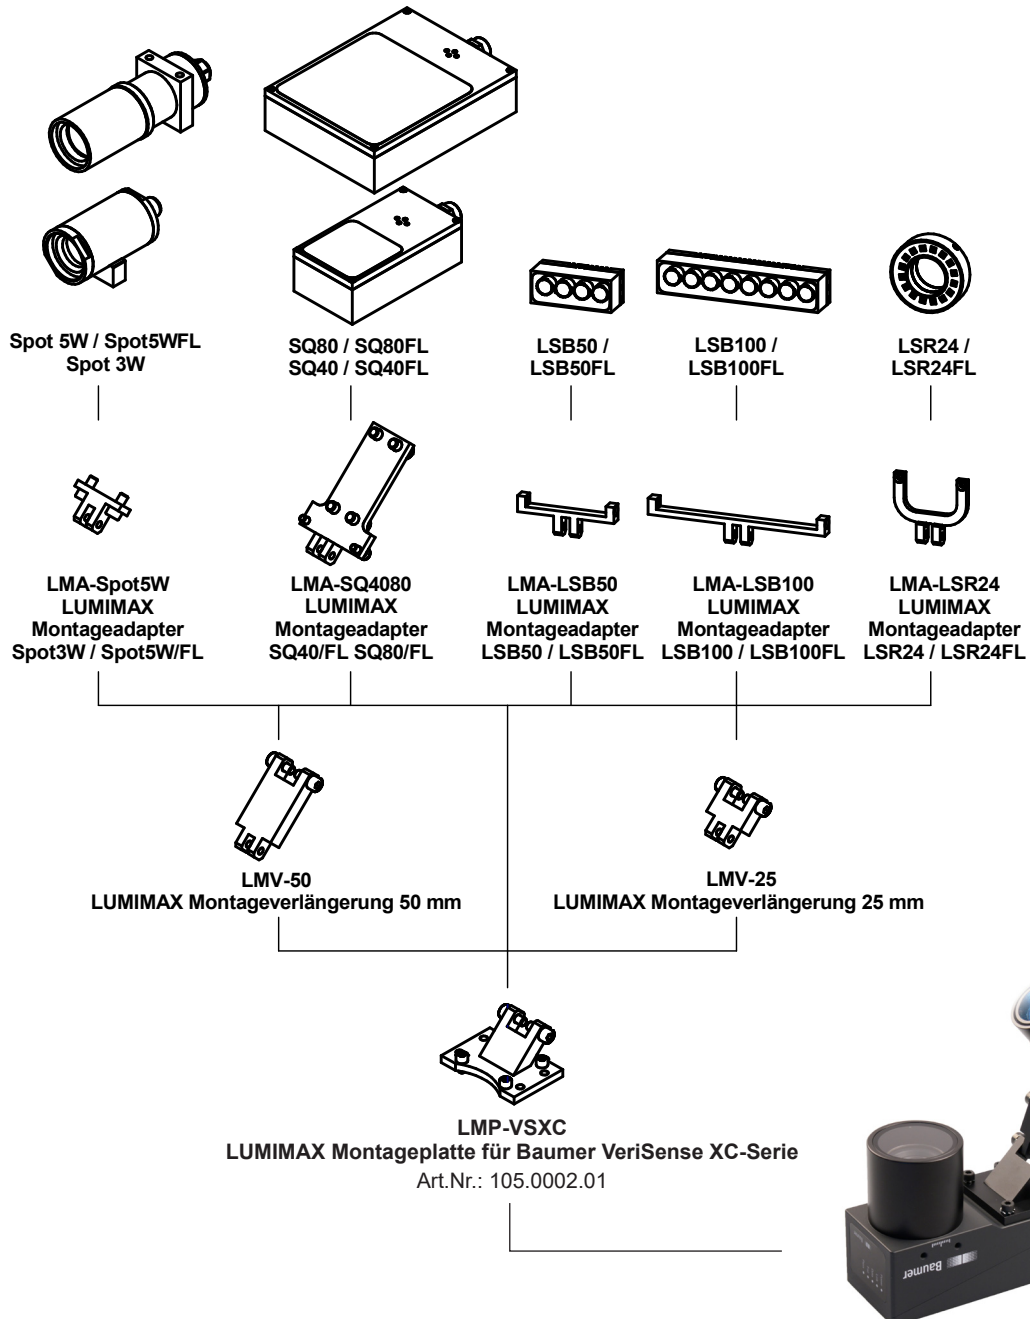 Spot 5W / Spot5WFL
Spot 3W
SQ80 / SQ80FL
SQ40 / SQ40FL
LSB50 /
LSB50FL
LSB100 /
LSB100FL
LSR24 /
LSR24FL
LMA-Spot5W
LUMIMAX
Montageadapter
Spot3W / Spot5W/FL
LMA-SQ4080
LUMIMAX
Montageadapter
SQ40/FL SQ80/FL
LMA-LSB50
LUMIMAX
Montageadapter
LSB50 / LSB50FL
LMA-LSB100
LUMIMAX
Montageadapter
LSB100 / LSB100FL
LMA-LSR24
LUMIMAX
Montageadapter
LSR24 / LSR24FL
LMV-50
LUMIMAX Montageverlängerung 50 mm
LMV-25
LUMIMAX Montageverlängerung 25 mm
LMP-VSXC
LUMIMAX Montageplatte für Baumer VeriSense XC-Serie
Art.Nr.: 105.0002.01
Baumer